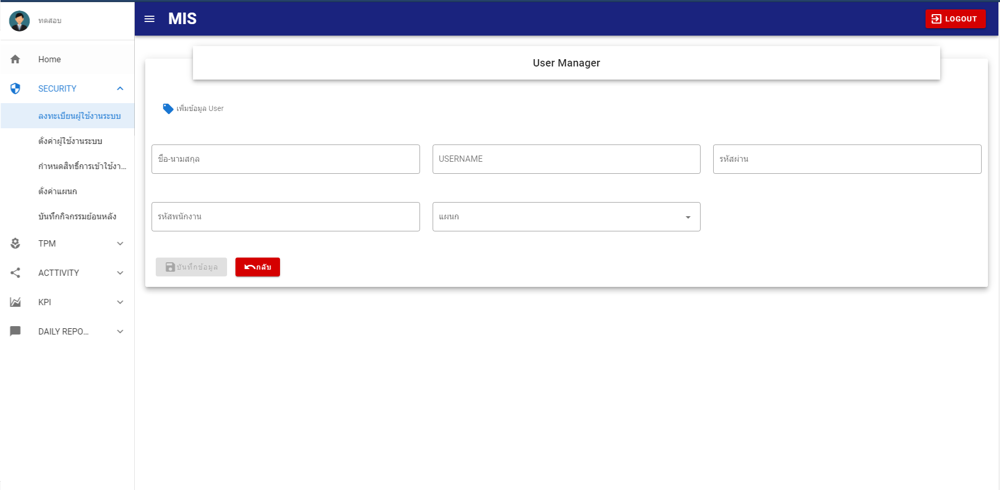 ทดสอบ
MIS
LOGOUT
Home
SECURITY
ลงทะเบียนผู้ใช้งานระบบ
ตั้งค่าผู้ใช้งานระบบ
กำหนดสิทธิ์การเข้าใช้งา...
ตั้งค่าแผนก
บันทึกกิจกรรมย้อนหลัง
TPM
ACTTIVITY
KPI
DAILY REPO...
User Manager
เพิ่มข้อมูล User
ชื่อ-นามสกุล
USERNAME
รหัสผ่าน
รหัสพนักงาน
แผนก
บันทึกข้อมูล
กลับ